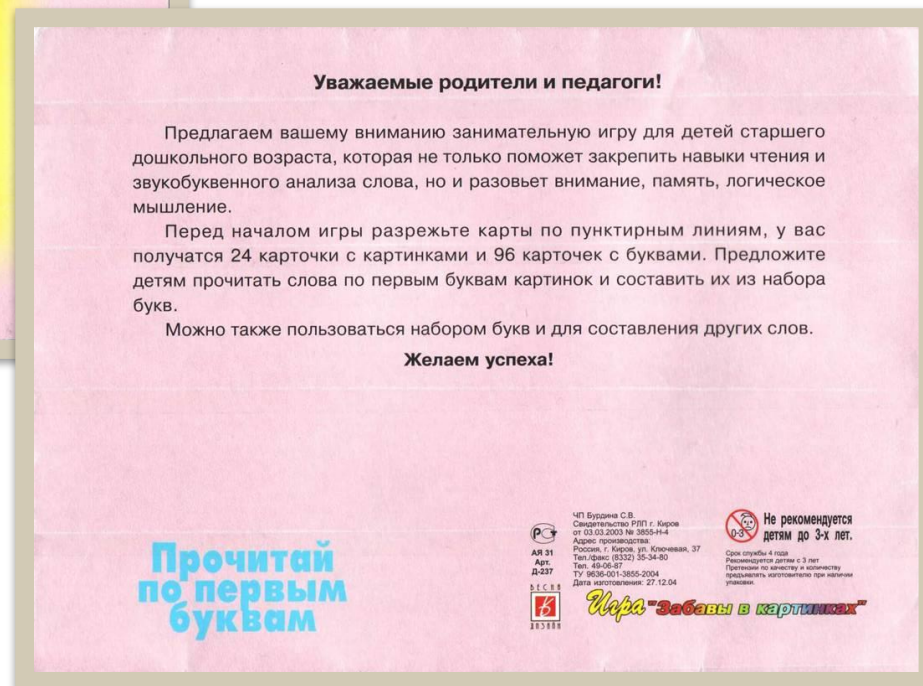 Уважаемые родители и педагоги!
Предлагаем вашему вниманию занимательную игру для детей старшего
дошкольного возраста, которая не только поможет закрепить навыки чтения и
звукобуквенного анализа слова, но и разовьет внимание, память, логическое
мышление.
Перед началом игры разрежьте карты по пунктирным линиям, у вас
получатся 24 карточки с картинками и 96 карточек с буквами. Предложите
детям прочитать слова по первым буквам картинок и составить их из набора
букв.
Можно также пользоваться набором букв и для составления других слов.
Желаем успеха!
Прочитай
по первым
буквам
РСТ
АЯ 31
Арт.
Д-237
ВЕСНА
ДИЗАЙН
ЧП Бурдина С.В.
Свидетельство РЛП г. Киров
от 03.03.2003 № 3855-Н-4
Адрес производства:
Россия, г. Киров, ул. Ключевая, 37
Тел./факс (8332) 35-34-80
Тел. 49-06-87
ТУ 9636-001-3855-2004
Дата изготовления: 27.12.04
0-3
Не рекомендуется
детям до 3-х лет.
Срок службы 4 года
Рекомендуется детям с 3 лет
Претензии по качеству и количеству
предъявлять изготовителю при наличии
упаковки.
Игра "Забавы в картинках"